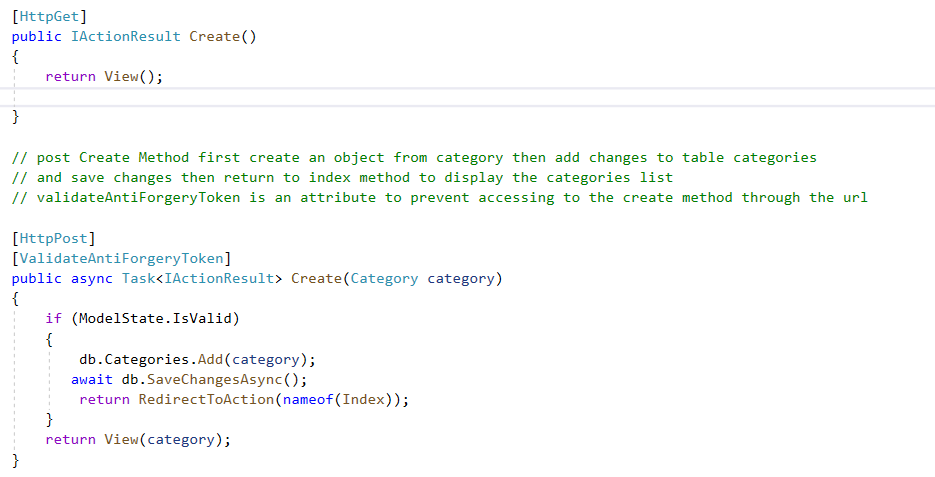 [HttpGet]
public IActionResult Create()
{
return View();
}
// post Create Method first create an object from category then add changes to table categories
// and save changes then return to index method to display the categories list
// validateAntiForgeryToken is an attribute to prevent accessing to the create method through the url
[HttpPost]
[ValidateAntiForgeryToken]
public async Task<IActionResult> Create(Category category)
{
if (ModelState.IsValid)
{
db.Categories.Add(category);
await db.SaveChangesAsync();
return RedirectToAction(nameof(Index));
}
return View(category);
}